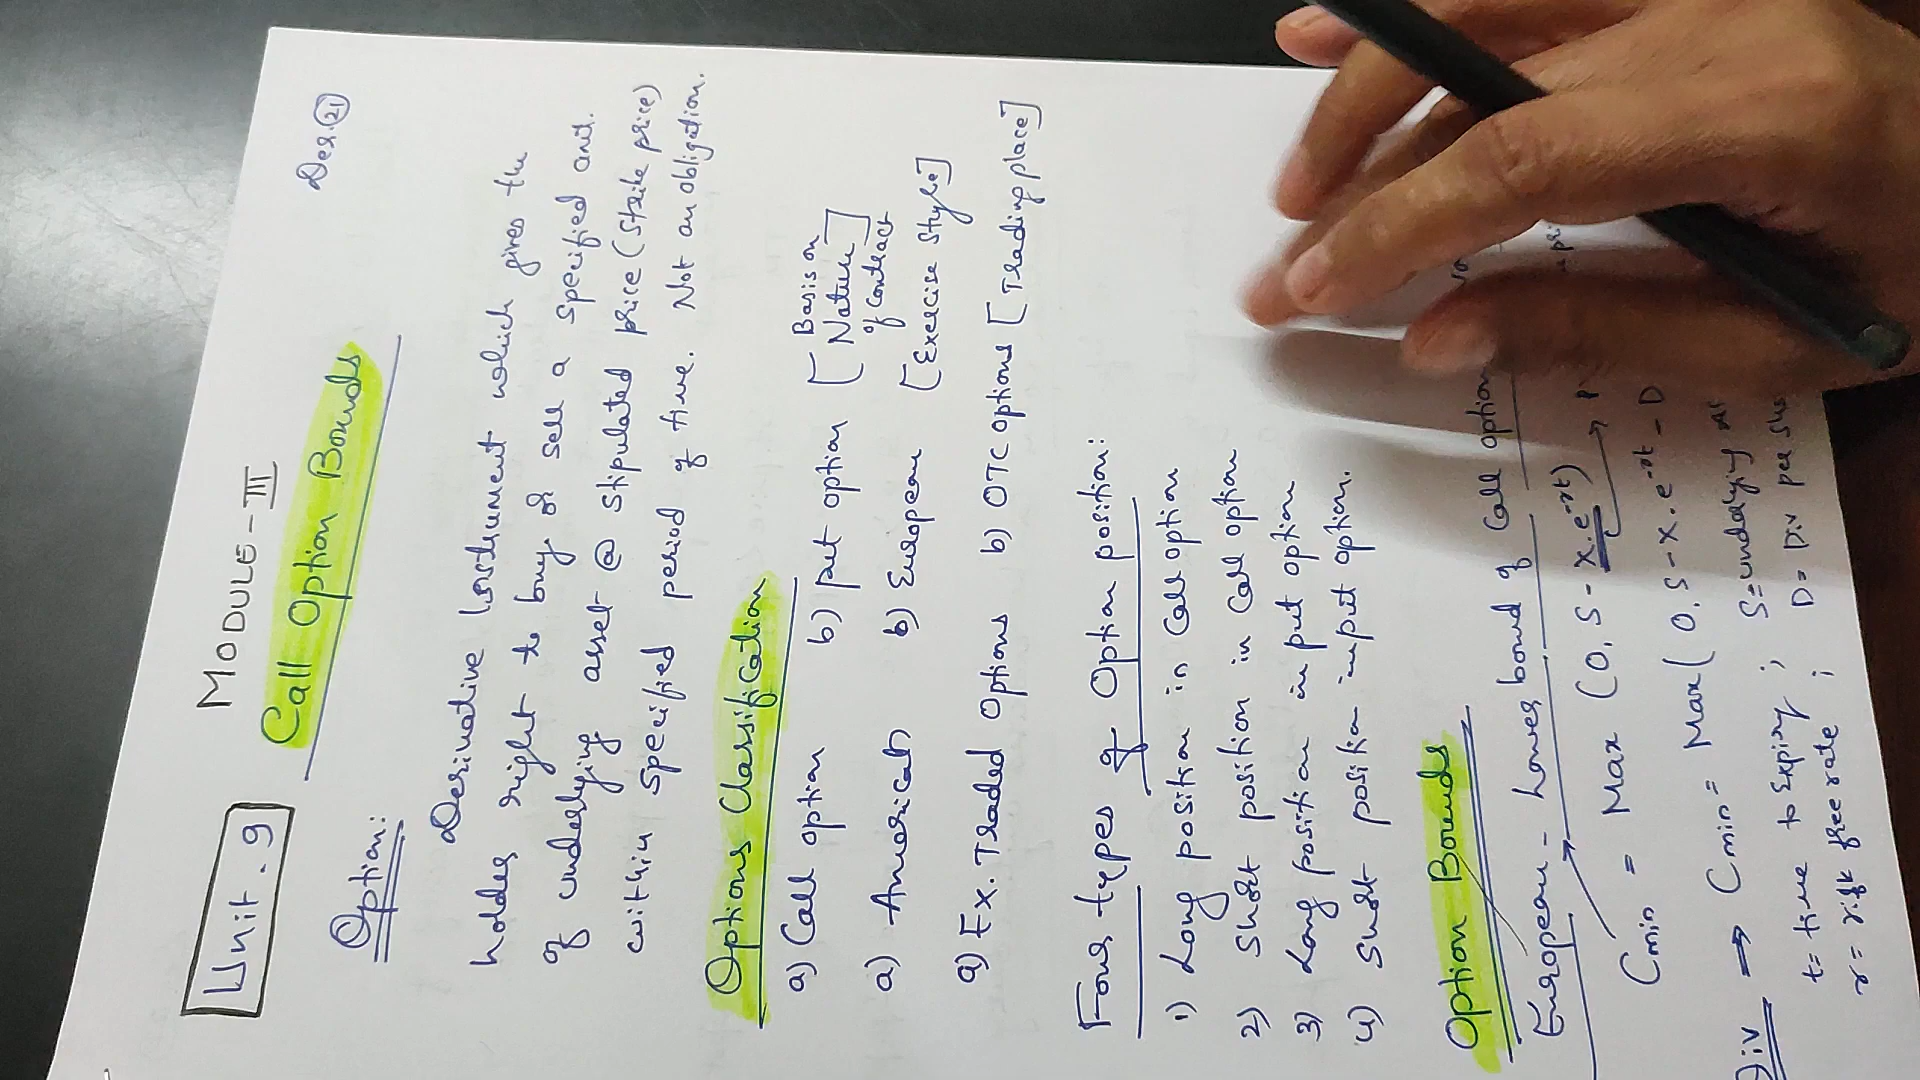 Der. 21
MODULE-III
Unit. 9
Call Option Bounds
Option:
Derivative Instrument which gives the
holder right to buy or sell a specified amt.
of underlying asset @ stipulated price (strike price)
within specified period of time. Not an obligation.
Options Classification
a) Call option b) put option [Basis on Nature of contract]
a) American b) European [Exercise Style]
a) Ex. Traded Options b) OTC options [Trading place]
Four types of Option position:
1) Long position in Call option
2) Short position in Call option
3) Long position in put option
4) Short position in put option.
Option Bounds
European - Lower bound of Call option
Cmin = Max (0, S - X.e^-rt) → P
Div → Cmin = Max (0, S - X.e^-rt - D
t = time to Expiry ; S = underlying
r = risk free rate ; D = Div per